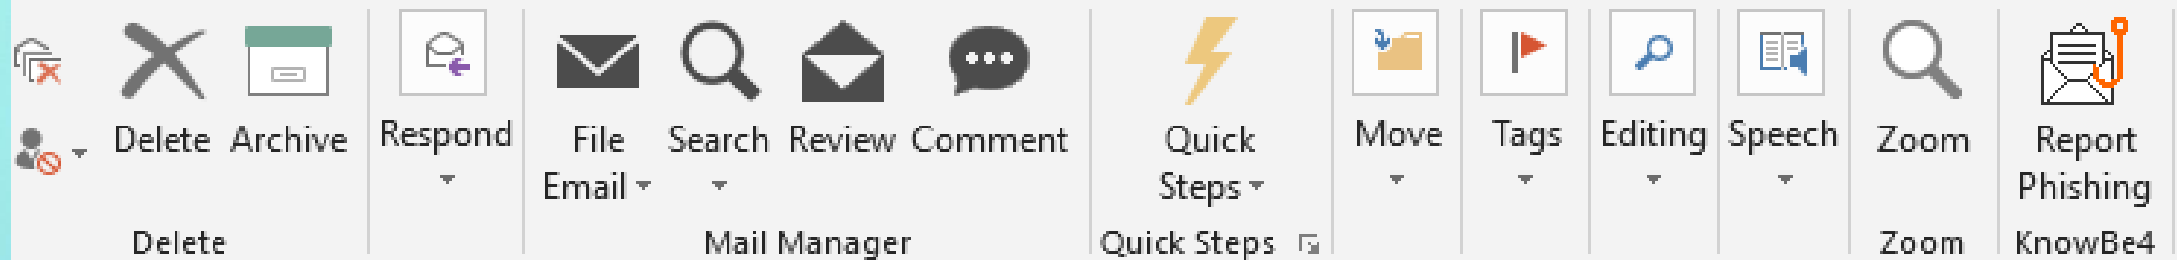 Delete
Archive
Respond
File
Email
Search
Review
Comment
Quick
Steps
Move
Tags
Editing
Speech
Zoom
Report
Phishing
Delete
Mail Manager
Quick Steps
Zoom
KnowBe4